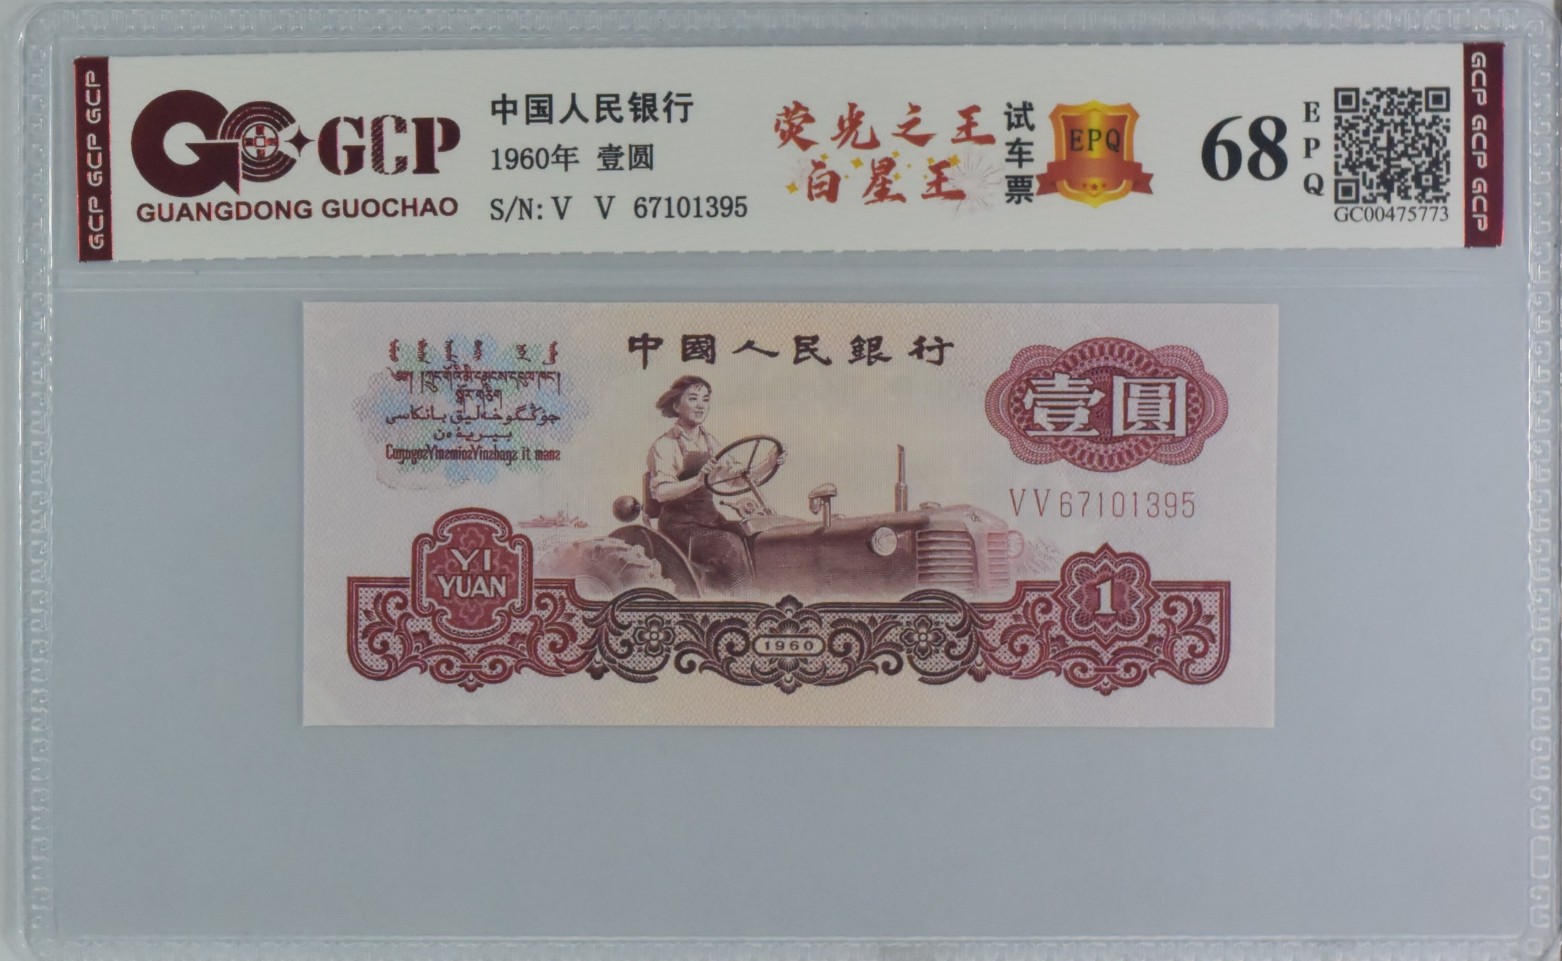 GCP GCP GCP
GCP
GUANGDONG GUOCHAO
中国人民银行
1960年 壹圆
S/N: V V 67101395
荧光之王
白星王
试车票
EPQ
68
EPQ
GC00475773
GCP GCP GCP
中國人民銀行
壹圓
VV67101395
YI
YUAN
1960
1